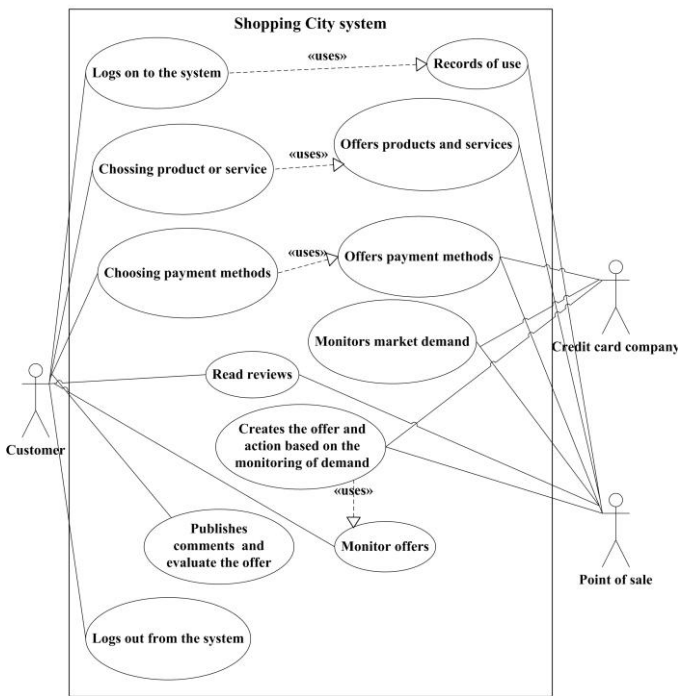 Shopping City system
Logs on to the system
«uses»
Records of use
Chossing product or service
«uses»
Offers products and services
Choosing payment methods
«uses»
Offers payment methods
Monitors market demand
Credit card company
Read reviews
Customer
Creates the offer and
action based on the
monitoring of demand
«uses»
Publishes
comments and
evaluate the offer
Monitor offers
Point of sale
Logs out from the system